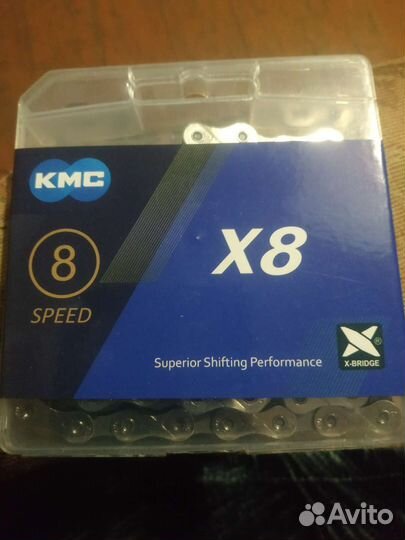 KMC
X8
8
SPEED
Superior Shifting Performance
X-BRIDGE
®
Avito